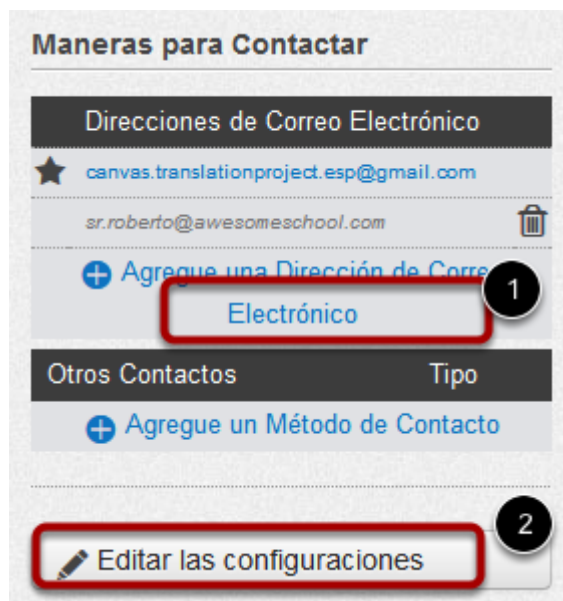 Maneras para Contactar
Direcciones de Correo Electrónico
canvas.translationproject.esp@gmail.com
sr.roberto@awesomeschool.com
Agregue una Dirección de Corre
1
Electrónico
Otros Contactos Tipo
Agregue un Método de Contacto
2
Editar las configuraciones